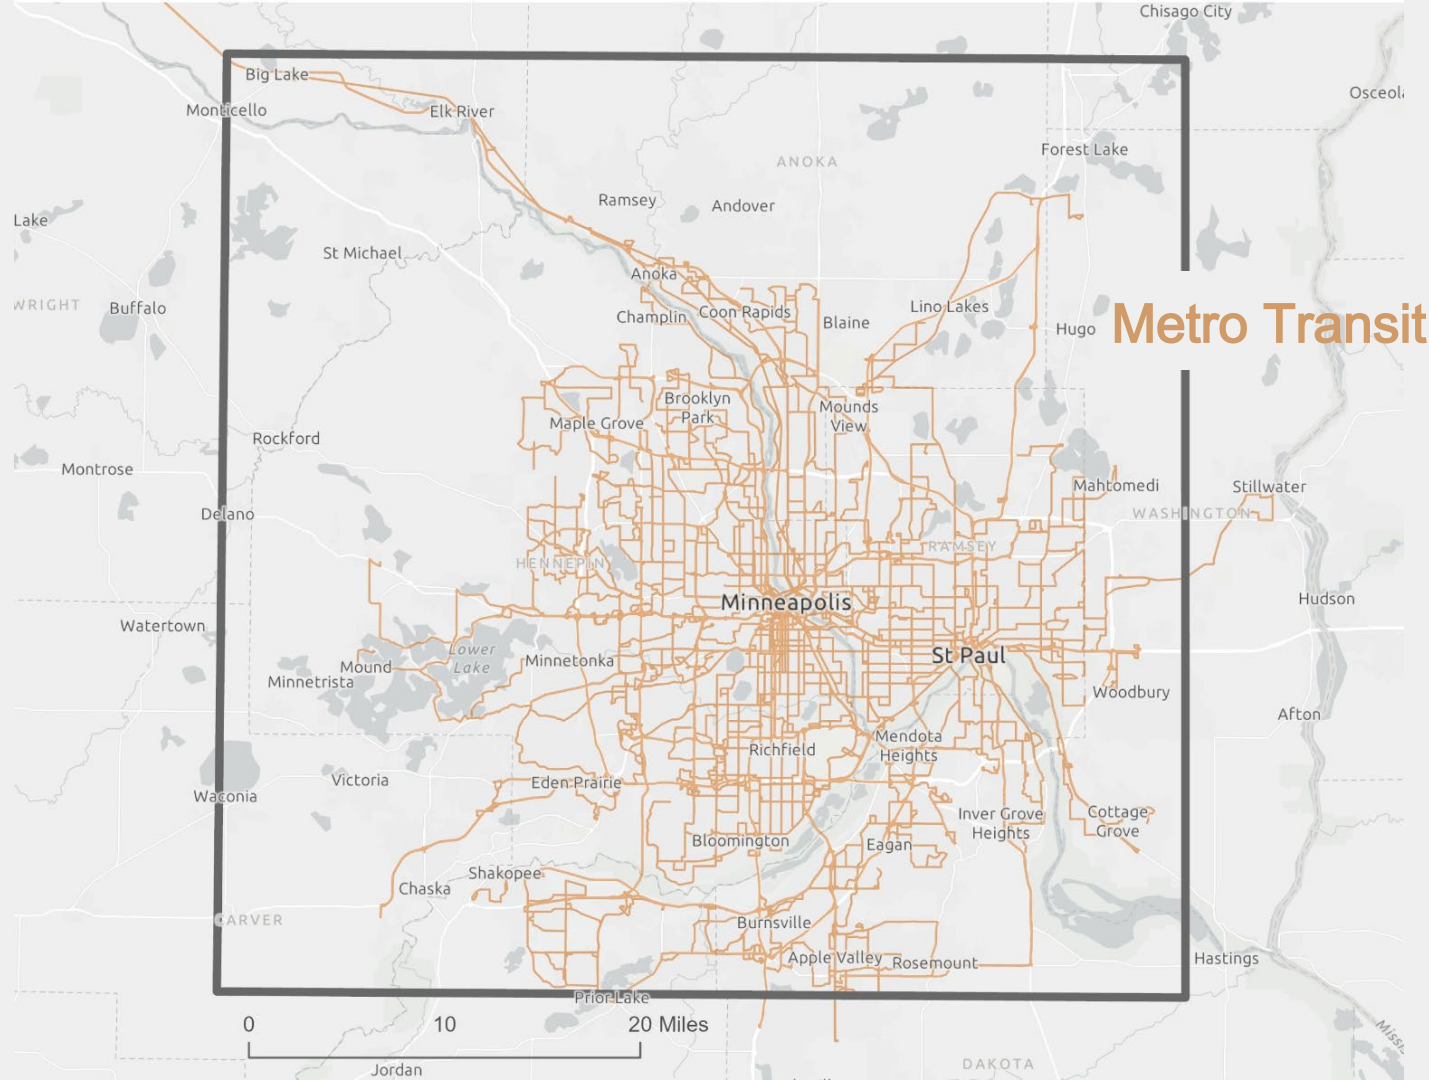 Chisago City
Big Lake
Monticello
Elk River
Forest Lake
ANOKA
Ramsey
Andover
Lake
St Michael
Anoka
WRIGHT
Buffalo
Champlin
Coon Rapids
Blaine
Lino Lakes
Hugo
Metro Transit
Brooklyn
Park
Mounds
View
Maple Grove
Rockford
Montrose
Mahtomedi
Stillwater
Delano
WASHINGTON
RAMSEY
HENNEPIN
Minneapolis
Hudson
Watertown
Lower
Lake
Minnetonka
St Paul
Mound
Minnetrista
Woodbury
Afton
Richfield
Mendota
Heights
Victoria
Eden Prairie
Waconia
Inver Grove
Heights
Cottage
Grove
Bloomington
Eagan
Shakopee
Chaska
CARVER
Burnsville
Apple Valley
Rosemount
Hastings
Prior Lake
0 10 20 Miles
Jordan
DAKOTA